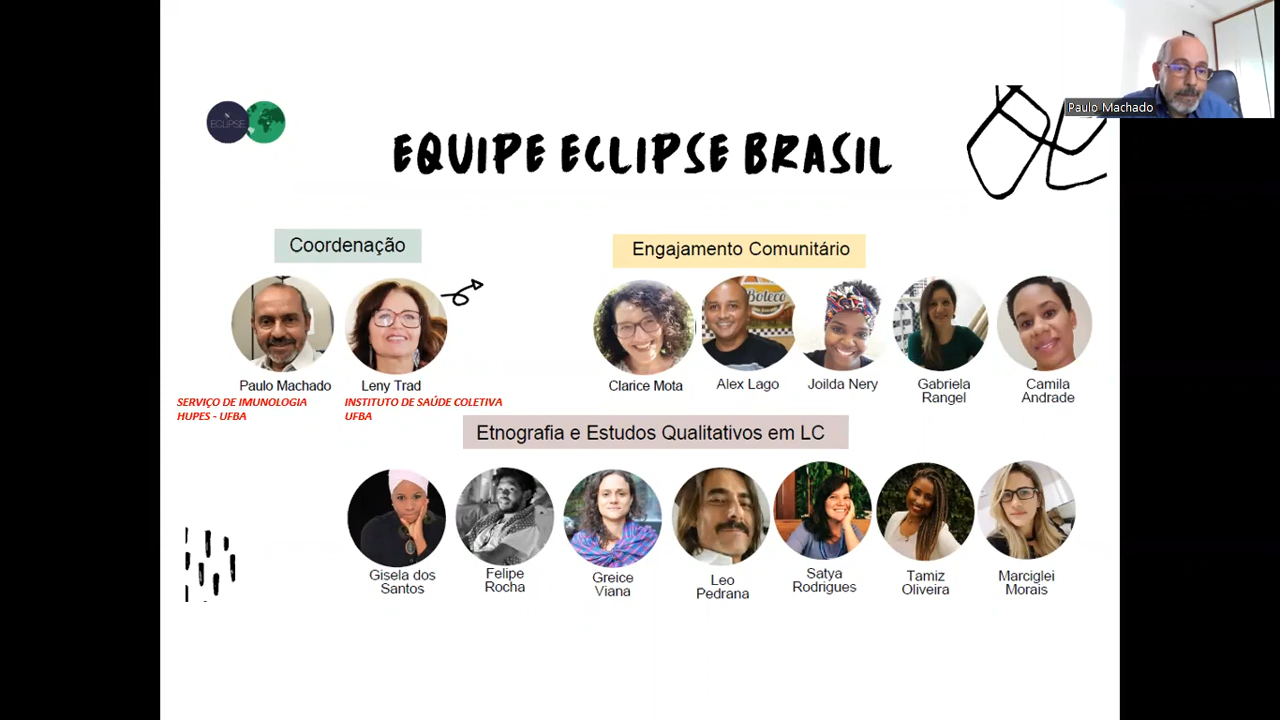 Paulo Machado
ECLIPSE
EQUIPE ECLIPSE BRASIL
Coordenação
Paulo Machado
SERVIÇO DE IMUNOLOGIA
HUPES - UFBA
Leny Trad
INSTITUTO DE SAÚDE COLETIVA
UFBA
Engajamento Comunitário
Boteco
Clarice Mota
Alex Lago
Joilda Nery
Gabriela
Rangel
Camila
Andrade
Etnografia e Estudos Qualitativos em LC
Gisela dos
Santos
Felipe
Rocha
Greice
Viana
Leo
Pedrana
Satya
Rodrigues
Tamiz
Oliveira
Marciglei
Morais